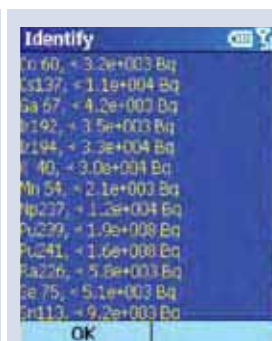 Identify
Co 60, < 3.2e+003 Bq
Cs137, < 1.1e+004 Bq
Ga 67, < 4.2e+003 Bq
Ir192, < 3.5e+003 Bq
Ir194, < 3.3e+004 Bq
K 40, < 3.0e+004 Bq
Mn 54, < 2.1e+003 Bq
Np237, < 1.2e+004 Bq
Pu239, < 1.9e+008 Bq
Pu241, < 1.6e+008 Bq
Ra226, < 5.8e+003 Bq
Se 75, < 5.1e+003 Bq
Sn113, < 9.2e+003 Bq
OK